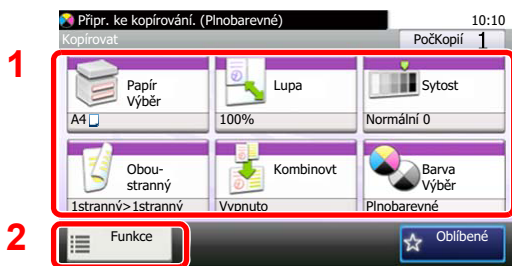 Připr. ke kopírování. (Plnobarevné)
10:10
Kopírovat
PočKopií 1
1
Papír
Výběr
A4
Lupa
100%
Sytost
Normální 0
Obou-
stranný
1stranný>1stranný
Kombinovt
Vypnuto
Barva
Výběr
Plnobarevné
2
Funkce
Oblíbené